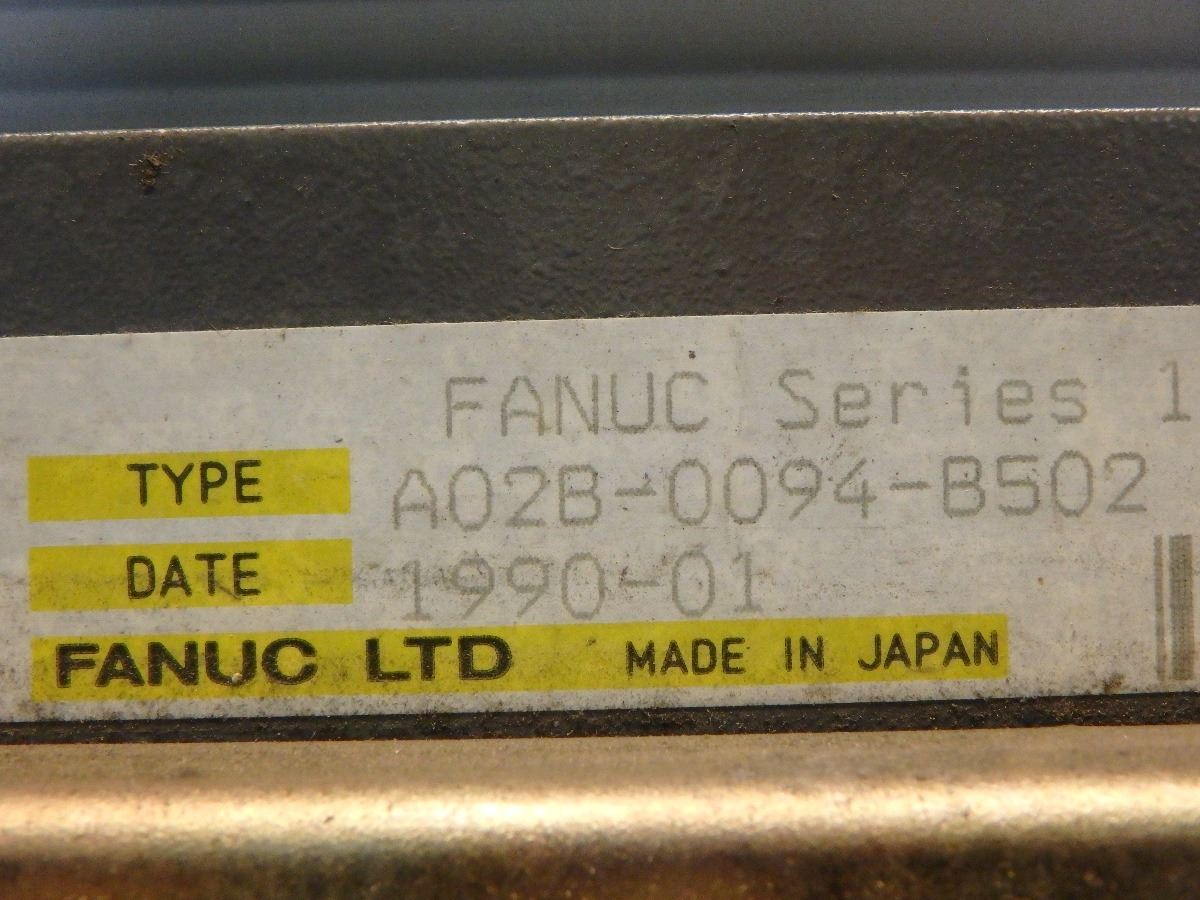 FANUC Series 1
TYPE A02B-0094-B502
DATE 1990-01
FANUC LTD MADE IN JAPAN